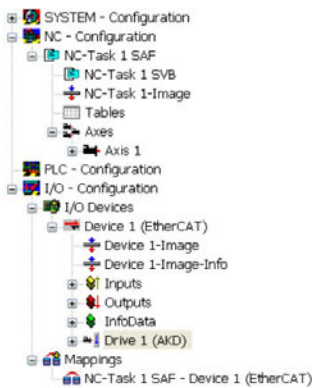 SYSTEM - Configuration
NC - Configuration
NC-Task 1 SAF
NC-Task 1 SVB
NC-Task 1-Image
Tables
Axes
Axis 1
PLC - Configuration
I/O - Configuration
I/O Devices
Device 1 (EtherCAT)
Device 1-Image
Device 1-Image-Info
Inputs
Outputs
InfoData
Drive 1 (AKD)
Mappings
NC-Task 1 SAF - Device 1 (EtherCAT)